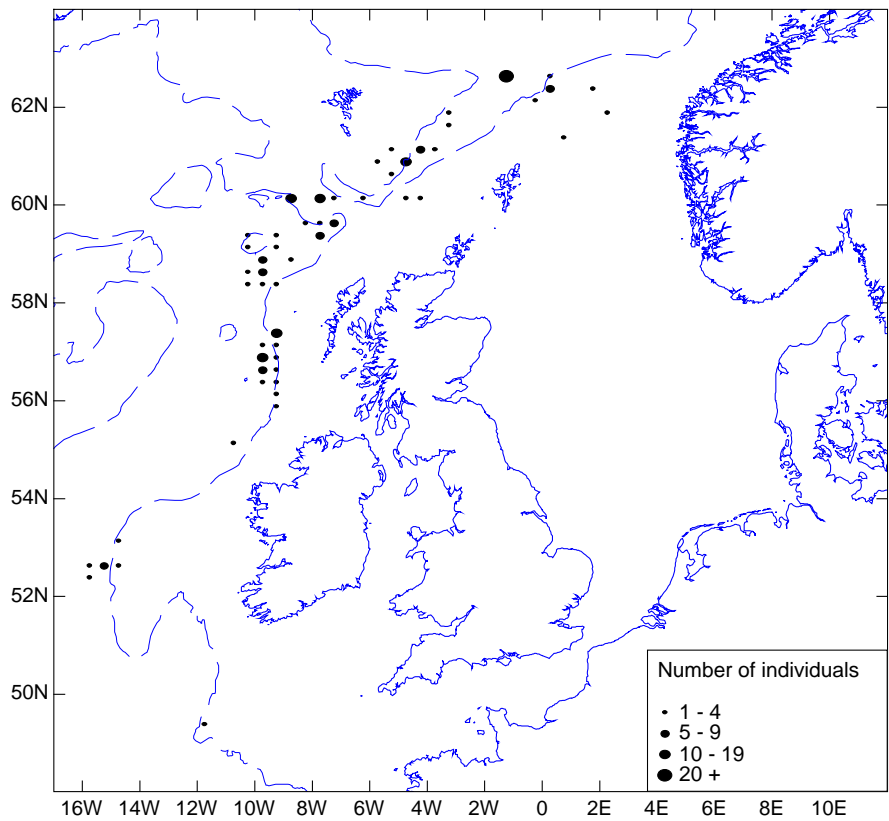 62N
60N
58N
56N
54N
52N
50N
Number of individuals
1 - 4
5 - 9
10 - 19
20 +
16W 14W 12W 10W 8W 6W 4W 2W 0 2E 4E 6E 8E 10E